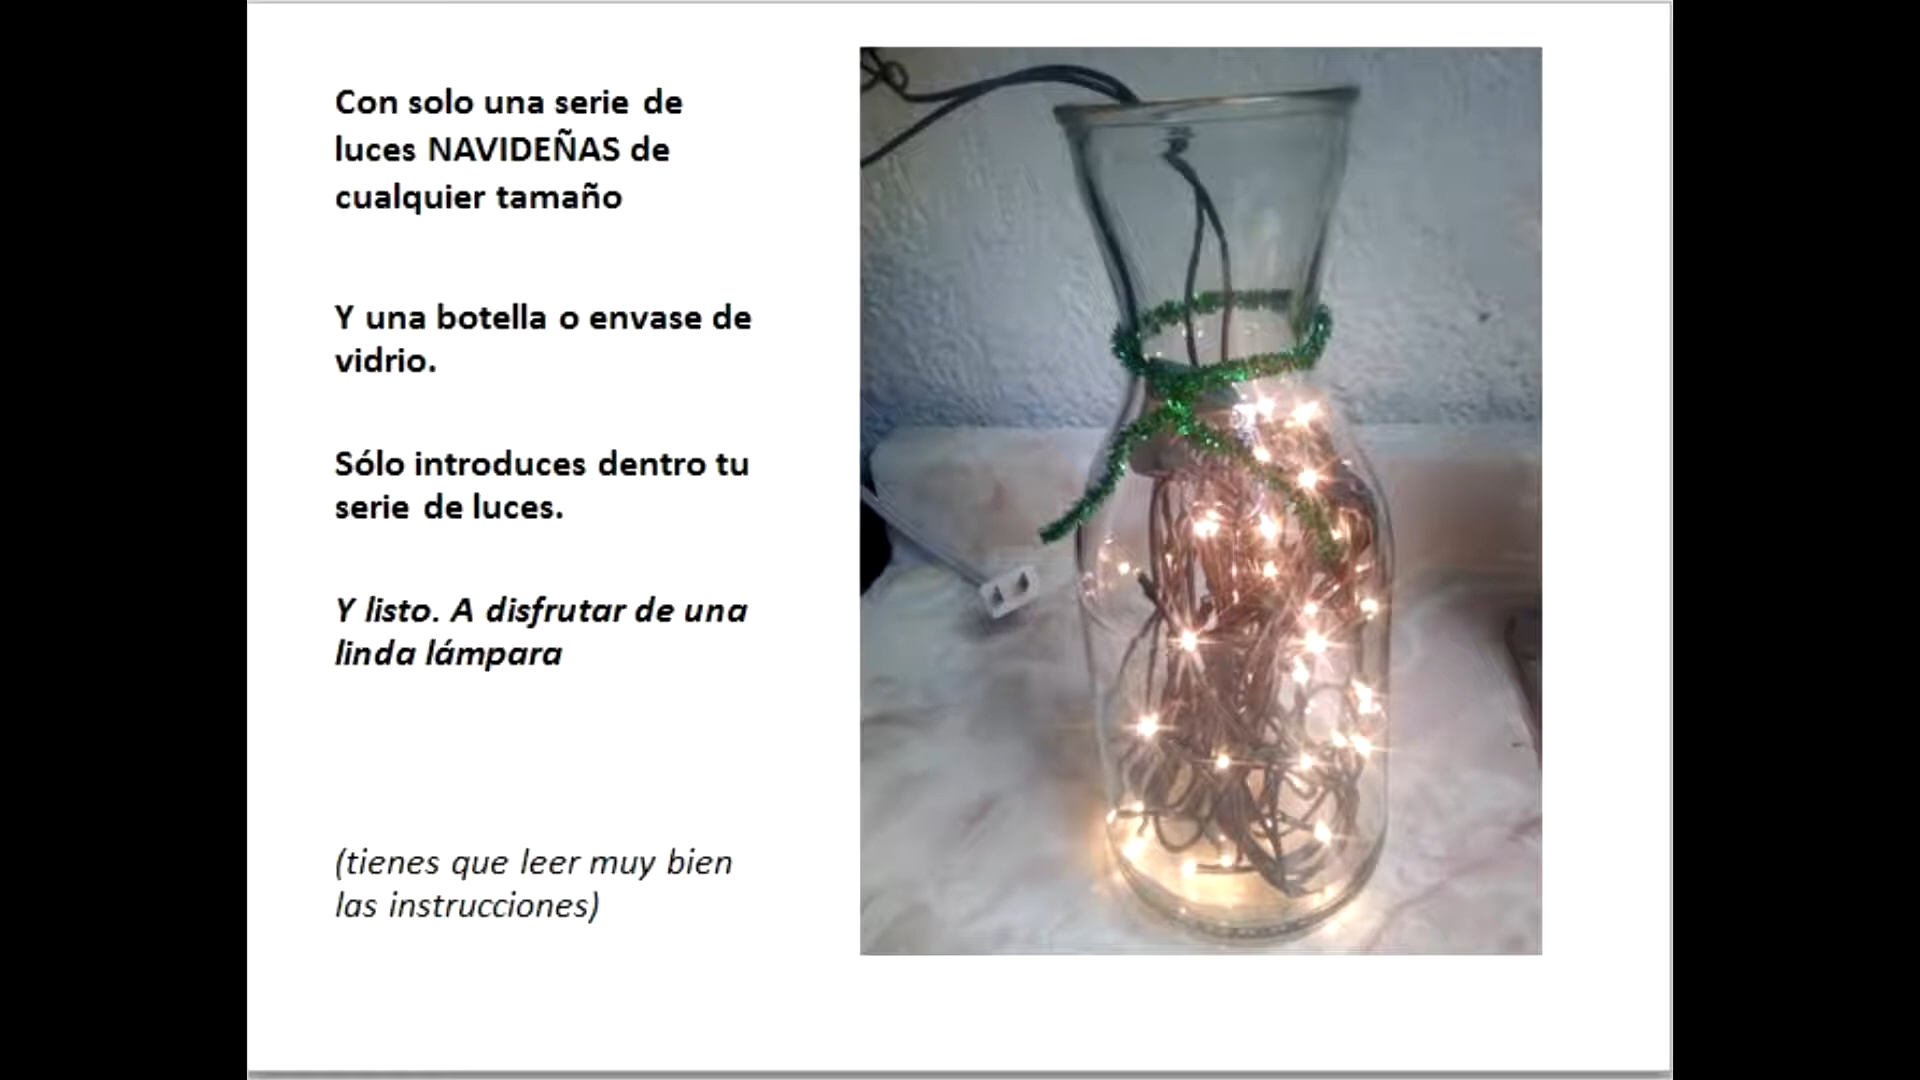 Con solo una serie de
luces NAVIDEÑAS de
cualquier tamaño
Y una botella o envase de
vidrio.
Sólo introduces dentro tu
serie de luces.
Y listo. A disfrutar de una
linda lámpara
(tienes que leer muy bien
las instrucciones)